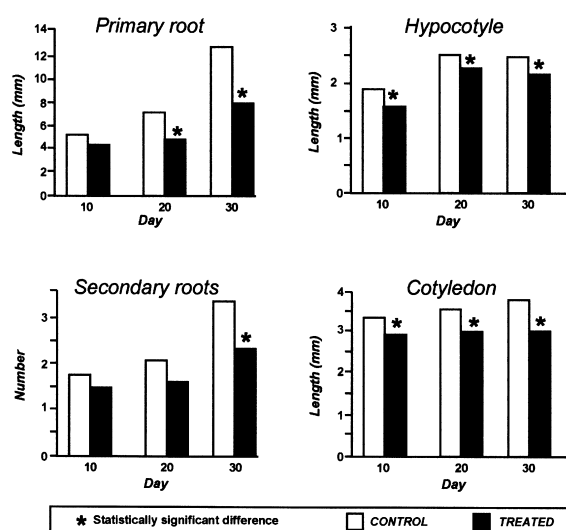 Primary root
14
12
10
8
6
4
2
0
Length (mm)
10 20 30
Day
Hypocotyle
3
2
1
0
Length (mm)
10 20 30
Day
Secondary roots
2
1
0
Number
10 20 30
Day
Cotyledon
4
3
2
1
0
Length (mm)
10 20 30
Day
* Statistically significant difference CONTROL TREATED